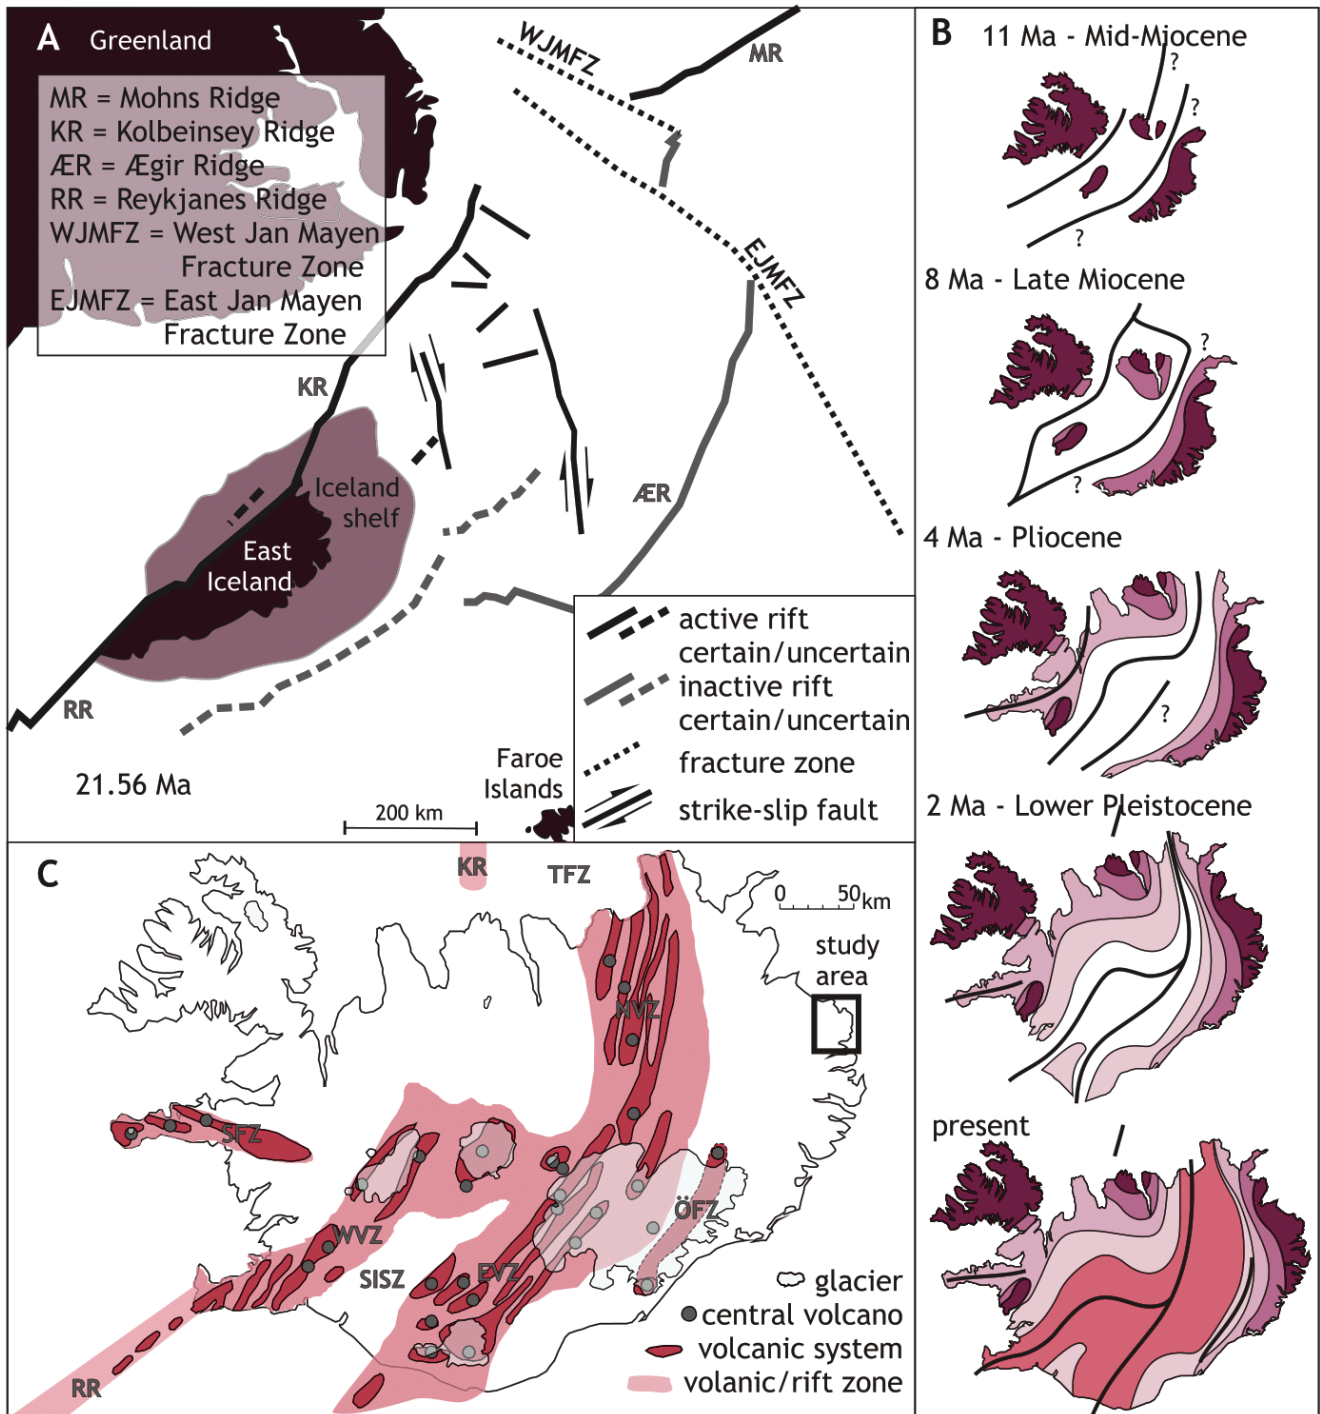 A
Greenland
MR = Mohns Ridge
KR = Kolbeinsey Ridge
ÆR = Ægir Ridge
RR = Reykjanes Ridge
WJMFZ = West Jan Mayen
Fracture Zone
EJMFZ = East Jan Mayen
Fracture Zone
WJMFZ
MR
EJMFZ
KR
ÆR
Iceland
shelf
East
Iceland
RR
21.56 Ma
200 km
Faroe
Islands
active rift
certain/uncertain
inactive rift
certain/uncertain
fracture zone
strike-slip fault
B
11 Ma - Mid-Miocene
?
?
?
8 Ma - Late Miocene
?
?
4 Ma - Pliocene
?
2 Ma - Lower Pleistocene
present
C
KR
TFZ
0 50 km
study
area
NVZ
SFZ
WVZ
ÖFZ
SISZ
EVZ
RR
glacier
central volcano
volcanic system
volanic/rift zone